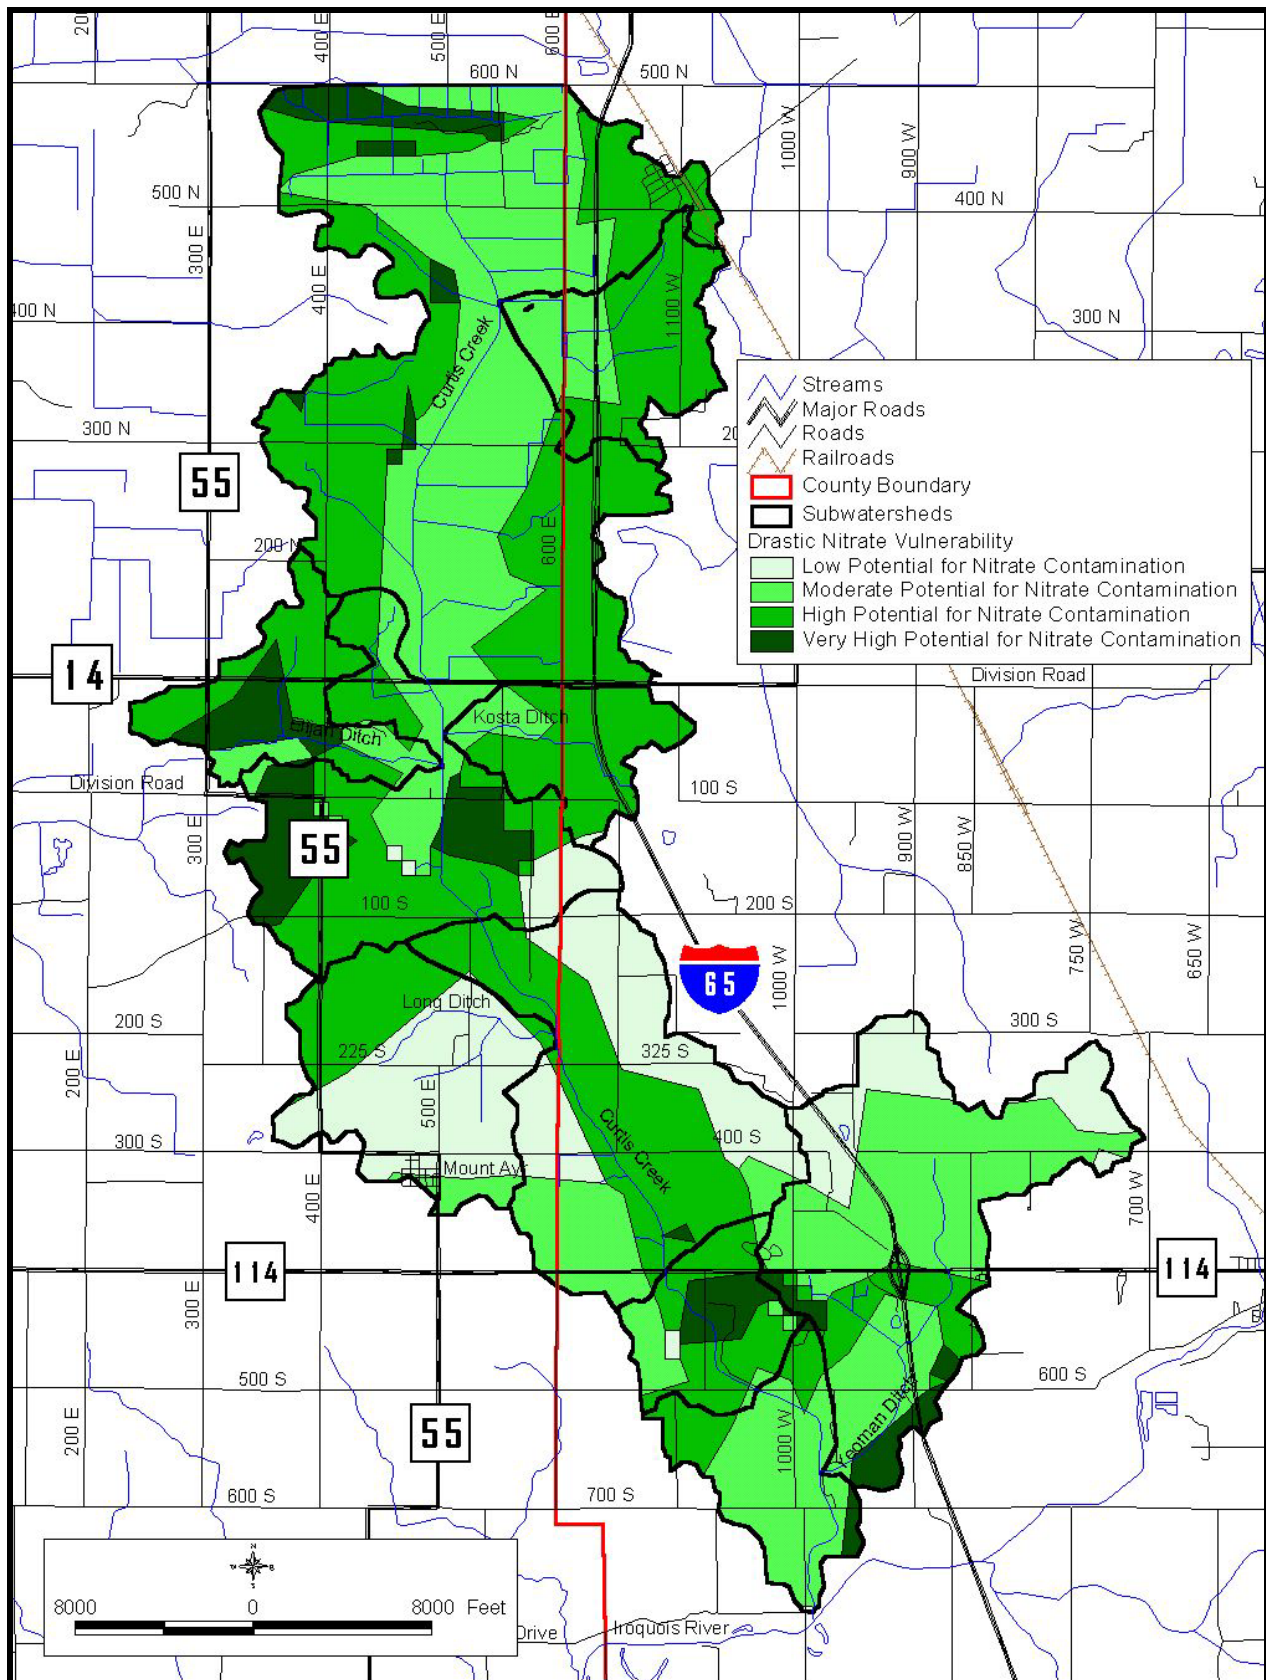 400 E
500 E
600 E
600 N
500 N
1000 W
900 W
500 N
400 N
300 E
400 E
1100 W
300 N
Curtis Creek
Streams
Major Roads
Roads
Railroads
County Boundary
Subwatersheds
Drastic Nitrate Vulnerability
Low Potential for Nitrate Contamination
Moderate Potential for Nitrate Contamination
High Potential for Nitrate Contamination
Very High Potential for Nitrate Contamination
300 N
55
600 E
14
Division Road
Kosta Ditch
Elijah Ditch
Division Road
100 S
300 E
55
900 W
850 W
100 S
200 S
750 W
650 W
1000 W
65
Long Ditch
200 S
300 S
225 S
325 S
200 E
500 E
Curtis Creek
400 S
300 S
Mount Ayr
400 E
700 W
114
114
300 E
500 S
600 S
200 E
55
1000 W
Yeoman Ditch
600 S
700 S
N
S
8000
0
8000 Feet
Drive
Iroquois River